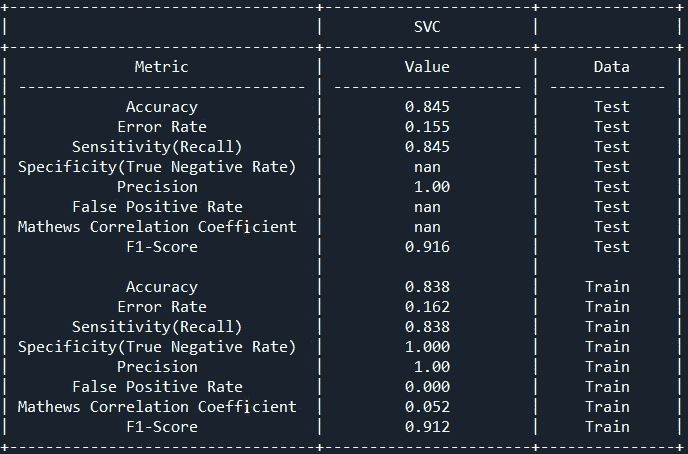 SVC
Metric Value Data
Accuracy 0.845 Test
Error Rate 0.155 Test
Sensitivity(Recall) 0.845 Test
Specificity(True Negative Rate) nan Test
Precision 1.00 Test
False Positive Rate nan Test
Mathews Correlation Coefficient nan Test
F1-Score 0.916 Test
Accuracy 0.838 Train
Error Rate 0.162 Train
Sensitivity(Recall) 0.838 Train
Specificity(True Negative Rate) 1.000 Train
Precision 1.00 Train
False Positive Rate 0.000 Train
Mathews Correlation Coefficient 0.052 Train
F1-Score 0.912 Train